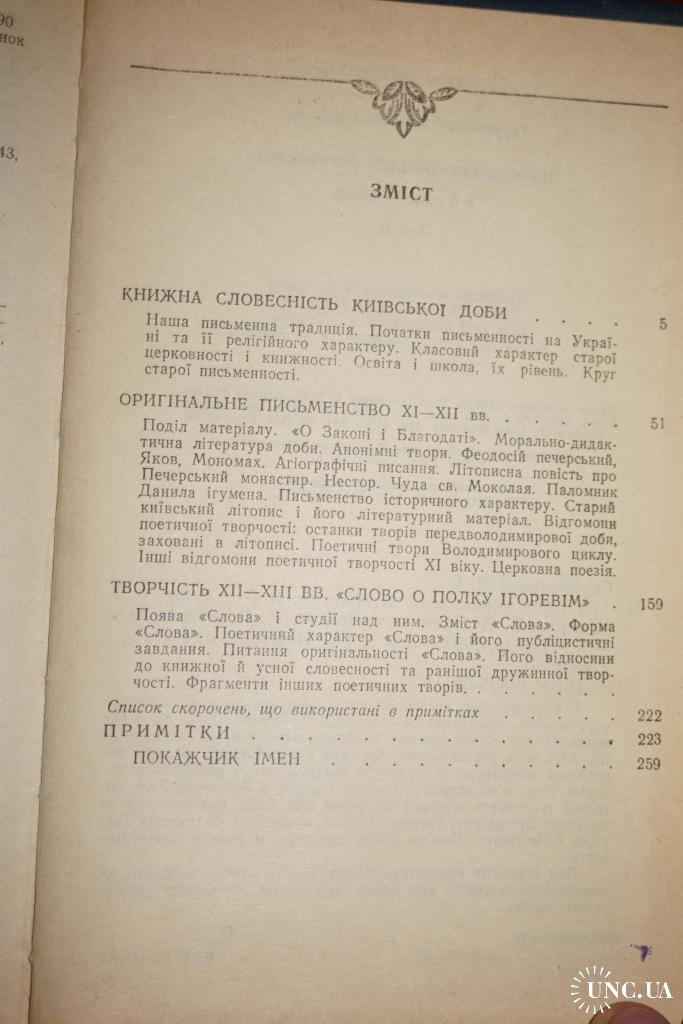 90
нок
43,
ЗМІСТ
КНИЖНА СЛОВЕСНІСТЬ КИЇВСЬКОЇ ДОБИ . . . . 5
Наша письменна традиція. Початки письменності на Украї-
ні та її релігійного характеру. Класовий характер старої
церковності і книжності. Освіта і школа, їх рівень. Круг
старої письменності.
ОРИГІНАЛЬНЕ ПИСЬМЕНСТВО XI—XII вв. . . . . . 51
Поділ матеріалу. «О Законі і Благодаті». Морально-дидак-
тична література доби. Анонімні твори. Феодосій печерський,
Яков, Мономах. Агіографічні писання. Літописна повість про
Печерський монастир. Нестор. Чуда св. Моколая. Паломник
Данила ігумена. Письменство історичного характеру. Старий
київський літопис і його літературний матеріал. Відгомони
поетичної творчості: останки творів передволодимирової доби,
заховані в літописі. Поетичні твори Володимирового циклу.
Інші відгомони поетичної творчості XI віку. Церковна поезія.
ТВОРЧІСТЬ XII—XIII ВВ. «СЛОВО О ПОЛКУ ІГОРЕВІМ» . 159
Поява «Слова» і студії над ним. Зміст «Слова». Форма
«Слова». Поетичний характер «Слова» і його публіцистичні
завдання. Питання оригінальності «Слова». Його відносини
до книжної й усної словесності та ранішої дружинної твор-
чості. Фрагменти інших поетичних творів. . . . . . .
Список скорочень, що використані в примітках . . . . . 222
ПРИМІТКИ . . . . . . . . . . . . . 223
ПОКАЖЧИК ІМЕН . . . . . . . . . . 259
UNC.UA